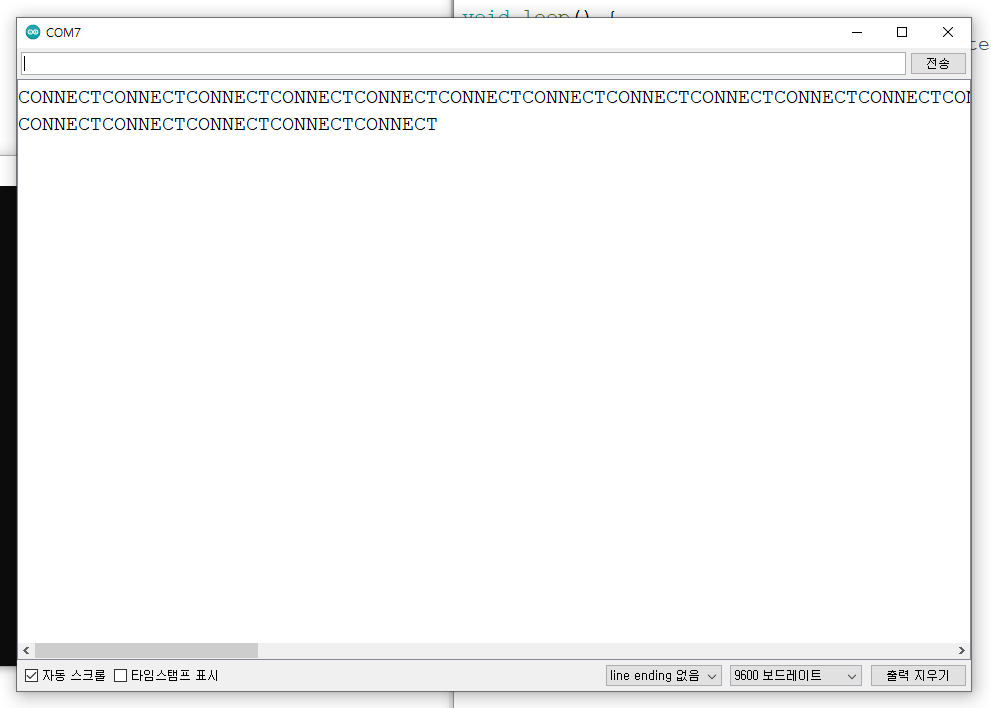 void loop() {
COM7
te
전송
CONNECTCONNECTCONNECTCONNECTCONNECTCONNECTCONNECTCONNECTCONNECTCONNECTCONNECTCON
CONNECTCONNECTCONNECTCONNECTCONNECT
자동 스크롤 타임스탬프 표시 line ending 없음 9600 보드레이트 출력 지우기